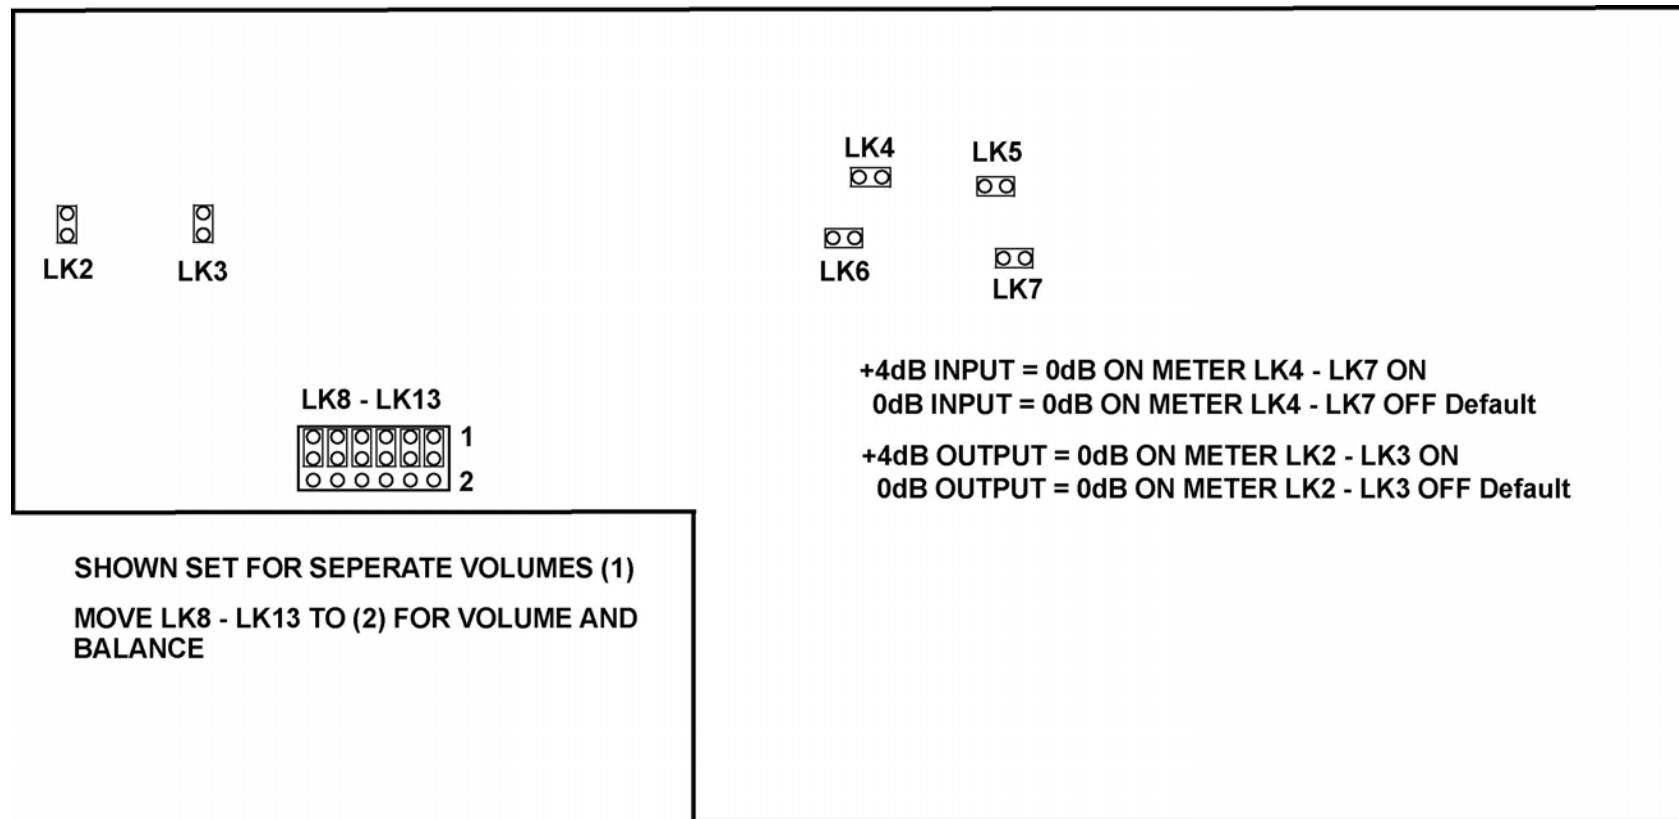 LK4
LK5
LK2
LK3
LK6
LK7
+4dB INPUT = 0dB ON METER LK4 - LK7 ON
0dB INPUT = 0dB ON METER LK4 - LK7 OFF Default
+4dB OUTPUT = 0dB ON METER LK2 - LK3 ON
0dB OUTPUT = 0dB ON METER LK2 - LK3 OFF Default
LK8 - LK13
1
2
SHOWN SET FOR SEPERATE VOLUMES (1)
MOVE LK8 - LK13 TO (2) FOR VOLUME AND
BALANCE